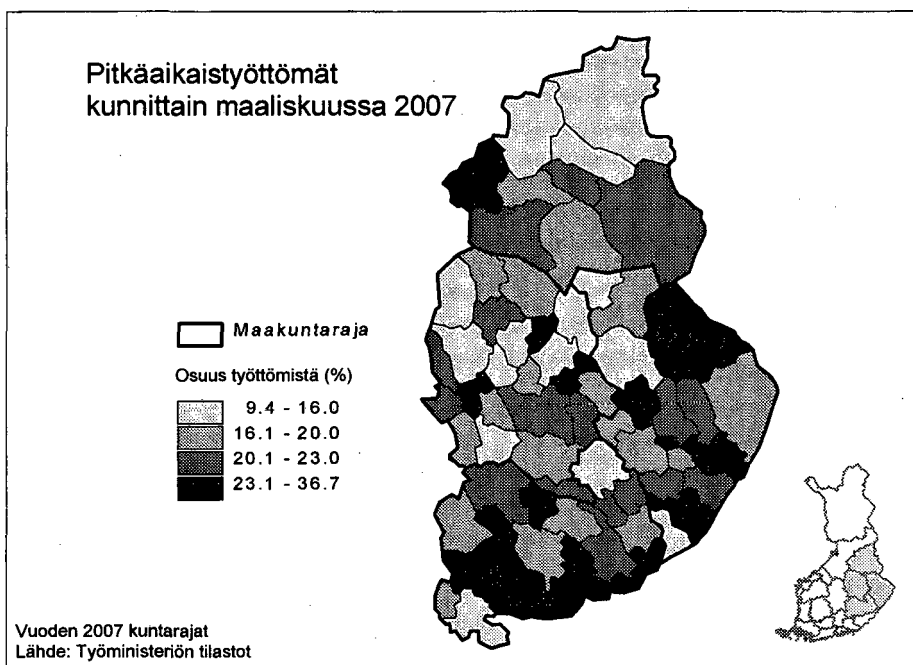 Pitkäaikaistyöttömät
kunnittain maaliskuussa 2007
Maakuntaraja
Osuus työttömistä (%)
9.4 - 16.0
16.1 - 20.0
20.1 - 23.0
23.1 - 36.7
Vuoden 2007 kuntarajat
Lähde: Työministeriön tilastot